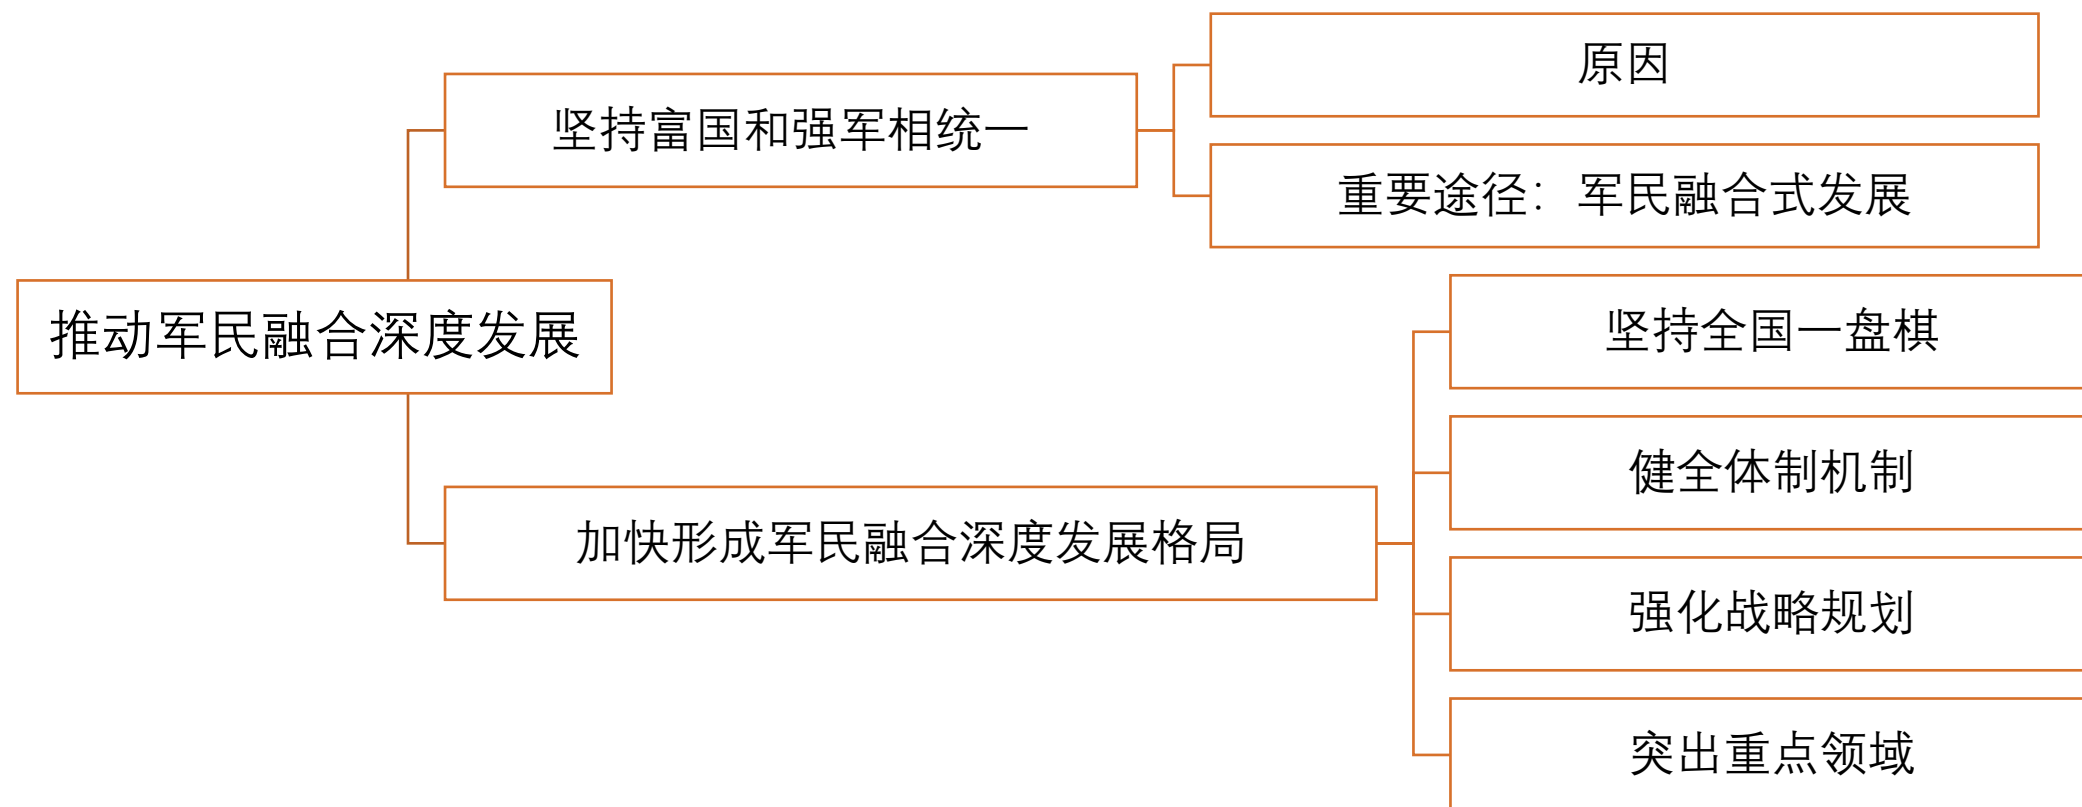 推动军民融合深度发展
坚持富国和强军相统一
原因
重要途径：军民融合式发展
加快形成军民融合深度发展格局
坚持全国一盘棋
健全体制机制
强化战略规划
突出重点领域